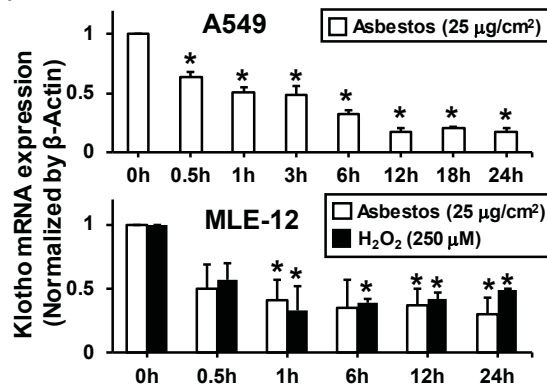 Klotho mRNA expression
(Normalized by β-Actin)
A549
Asbestos (25 μg/cm²)
1
0.5
0
* * * * * * *
0h 0.5h 1h 3h 6h 12h 18h 24h
MLE-12
Asbestos (25 μg/cm²)
H₂O₂ (250 μM)
1
0.5
0
* * * * * * *
0h 0.5h 1h 6h 12h 24h